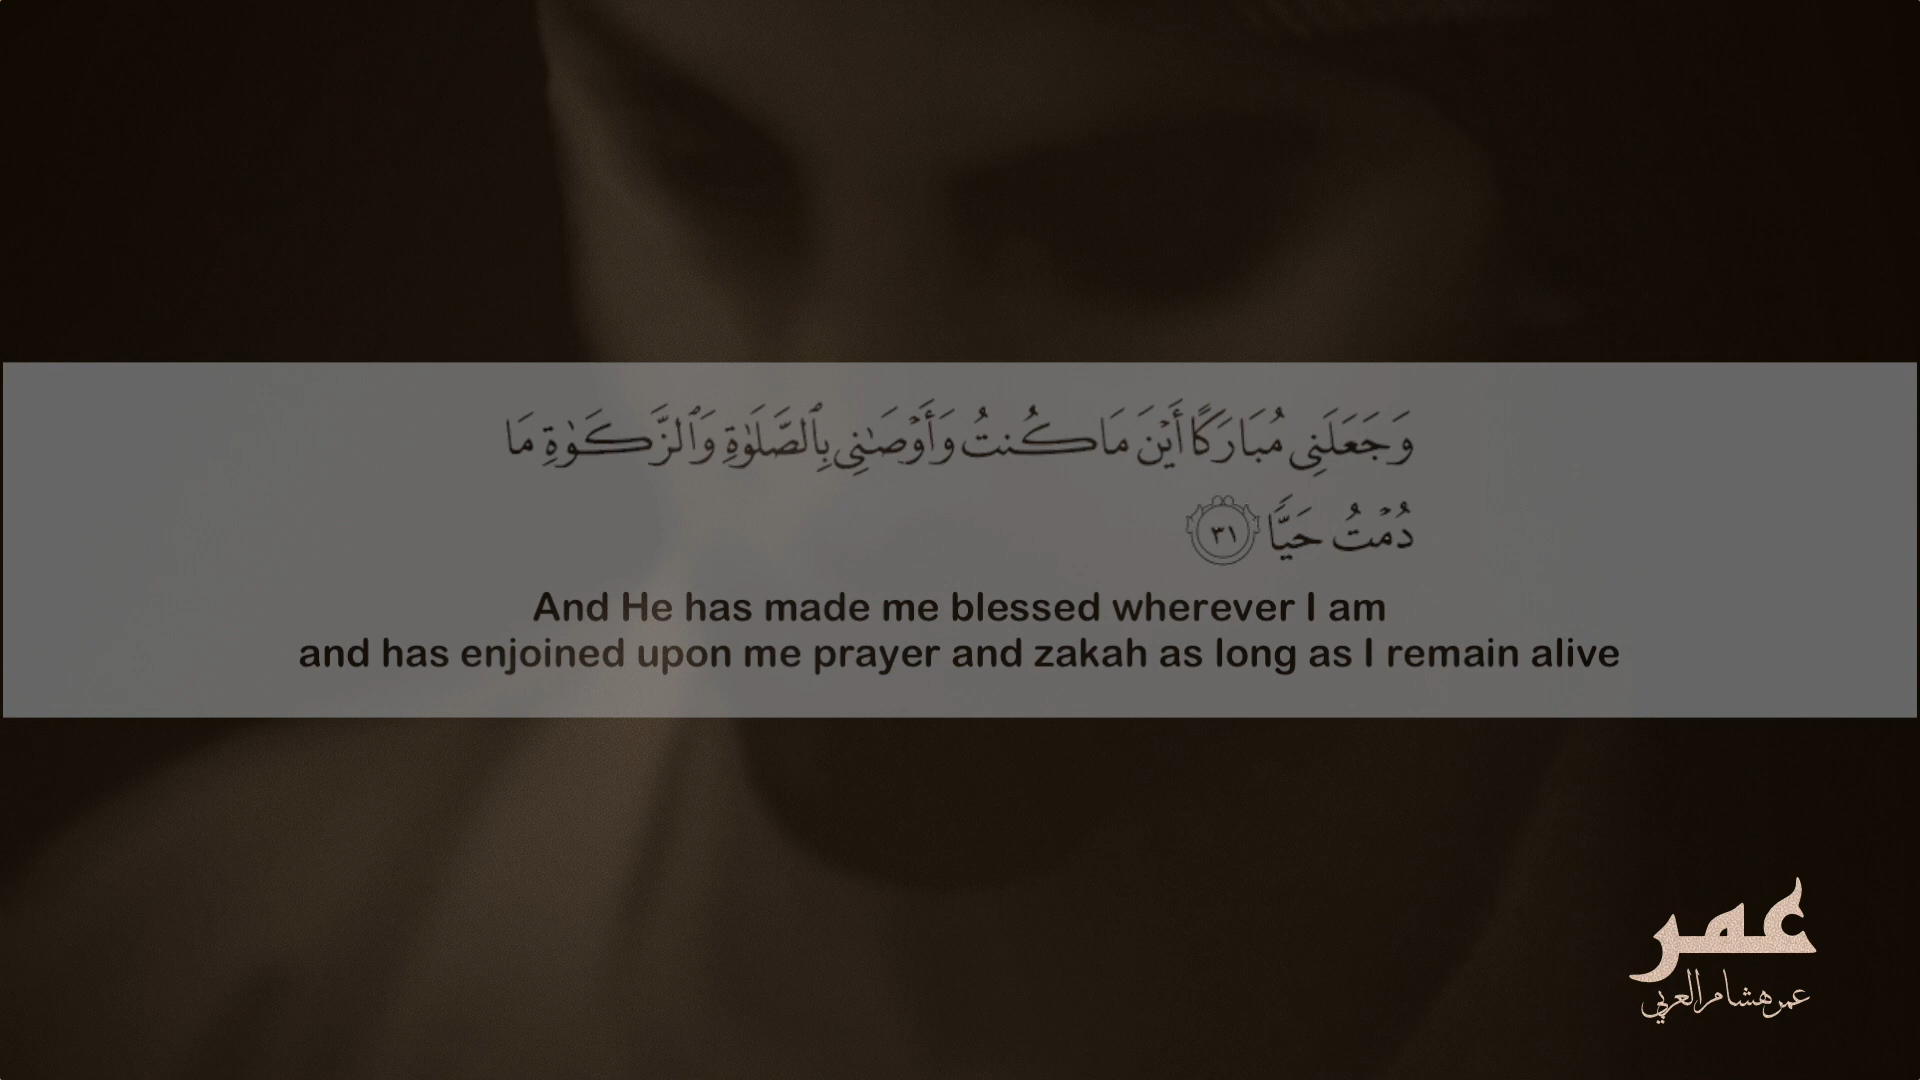 وَجَعَلَنِي مُبَارَكًا أَيْنَ مَا كُنتُ وَأَوْصَٰنِي بِٱلصَّلَوٰةِ وَٱلزَّكَوٰةِ مَا
دُمْتُ حَيًّا ٣١
And He has made me blessed wherever I am
and has enjoined upon me prayer and zakah as long as I remain alive
عمر
عمر هشام العربي